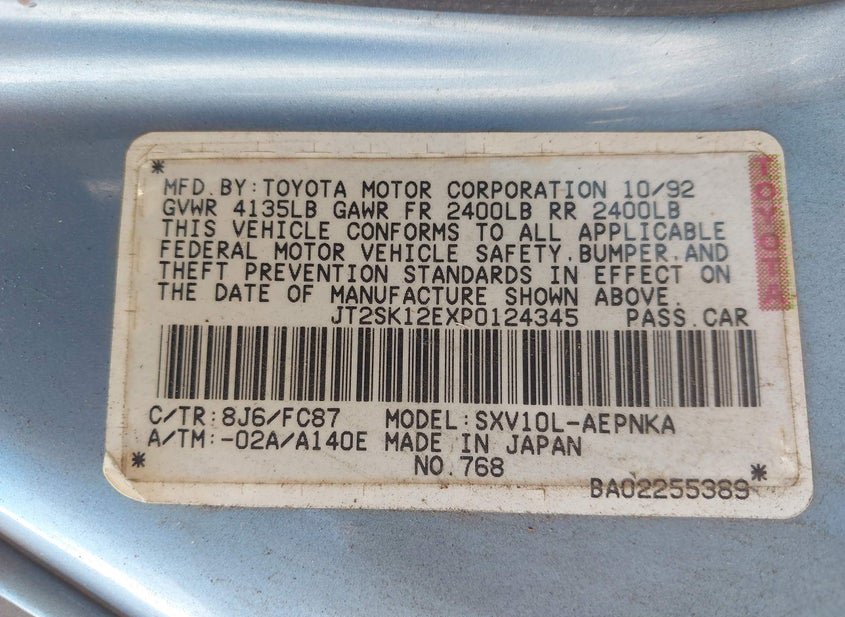 *
MFD.BY:TOYOTA MOTOR CORPORATION 10/92
GVWR 4135LB GAWR FR 2400LB RR 2400LB
THIS VEHICLE CONFORMS TO ALL APPLICABLE
FEDERAL MOTOR VEHICLE SAFETY,BUMPER,AND
THEFT PREVENTION STANDARDS IN EFFECT ON
THE DATE OF MANUFACTURE SHOWN ABOVE.
JT2SK12EXP0124345 PASS.CAR
TOYOTA
C/TR:8J6/FC87 MODEL:SXV10L-AEPNKA
A/TM:-02A/A140E MADE IN JAPAN
* NO.768 *
BA02255389